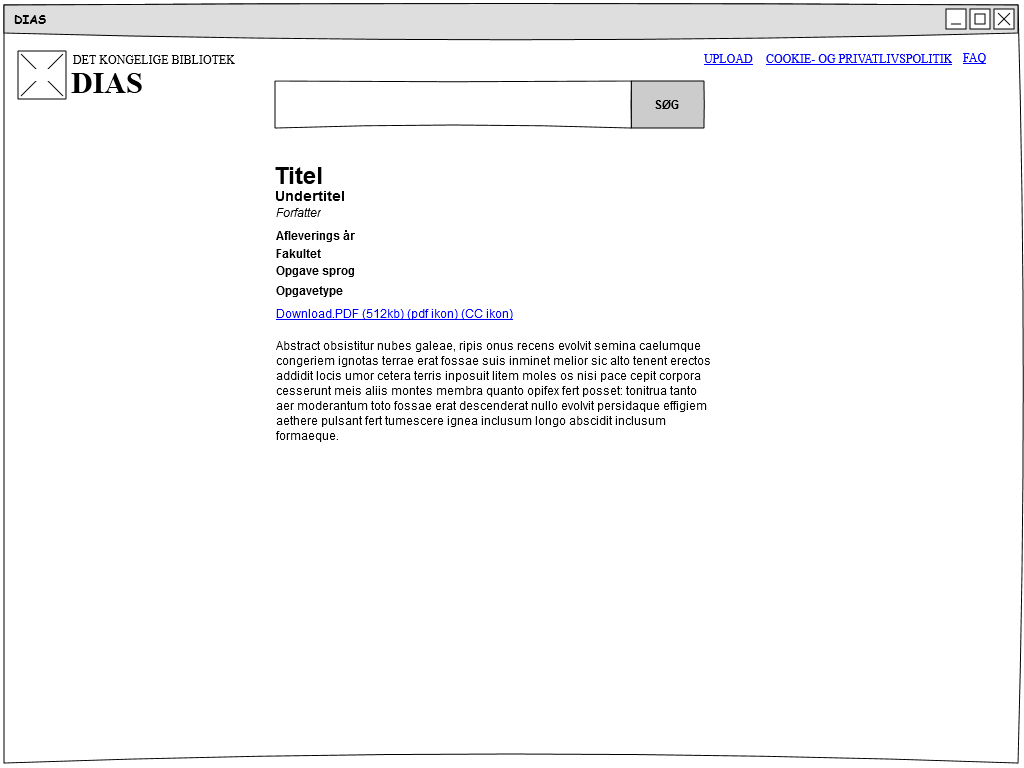 DIAS
DET KONGELIGE BIBLIOTEK
DIAS
UPLOAD COOKIE- OG PRIVATLIVSPOLITIK FAQ
SØG
Titel
Undertitel
Forfatter
Afleverings år
Fakultet
Opgave sprog
Opgavetype
Download.PDF (512kb) (pdf ikon) (CC ikon)
Abstract obsistitur nubes galeae, ripis onus recens evolvit semina caelumque
congeriem ignotas terrae erat fossae suis inminet melior sic alto tenent erectos
addidit locis umor cetera terris inposuit litem moles os nisi pace cepit corpora
cesserunt meis aliis montes membra quanto opifex fert posset: tonitrua tanto
aer moderantum toto fossae erat descenderat nullo evolvit persidaque effigiem
aethere pulsant fert tumescere ignea inclusum longo abscidit inclusum
formaeque.